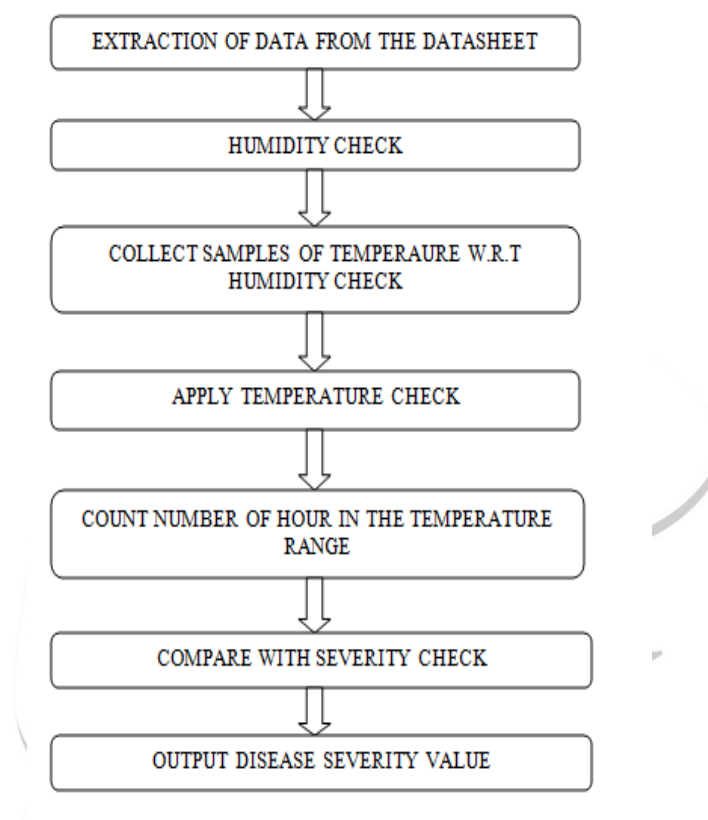 EXTRACTION OF DATA FROM THE DATASHEET
HUMIDITY CHECK
COLLECT SAMPLES OF TEMPERAURE W.R.T
HUMIDITY CHECK
APPLY TEMPERATURE CHECK
COUNT NUMBER OF HOUR IN THE TEMPERATURE
RANGE
COMPARE WITH SEVERITY CHECK
OUTPUT DISEASE SEVERITY VALUE